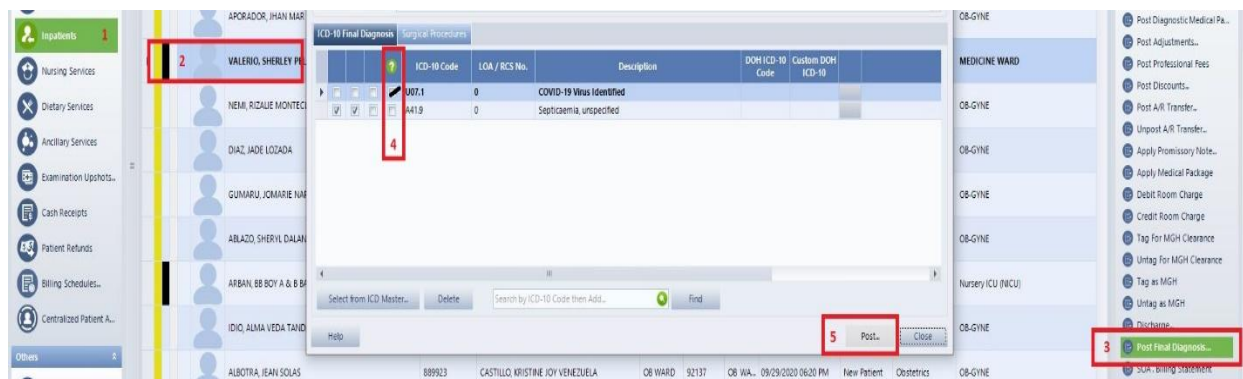 Inpatients 1
Nursing Services
Dietary Services
Ancillary Services
Examination Upshots..
Cash Receipts
Patient Refunds
Billing Schedules..
Centralized Patient A...
Others
2
APORADOR, JHAN MAR
VALERIO, SHERLEY
NEMI, RIZALIE MONTECI
DIAZ, JADE LOZADA
GUMARU, JOMARIE NAR
ABLAZO, SHERYL DALAN
ARBAN, BB BOY A & B BA
IDIO, ALMA VEDA TAND
ALBOTRA, JEAN SOLAS 889923 CASTILLO, KRISTINE JOY VENEZUELA OB WARD 92137 OB WA... 09/29/2020 06:20 PM New Patient Obstetrics OB-GYNE
ICD-10 Final Diagnosis Surgical Procedures
? ICD-10 Code LOA / RCS No. Description DOH ICD-10 Code Custom DOH ICD-10
U07.1 0 COVID-19 Virus Identified
A41.9 0 Septicaemia, unspecified
4
Select from ICD Master... Delete Search by ICD-10 Code then Add... Find
Help 5 Post.. Close
OB-GYNE
MEDICINE WARD
OB-GYNE
OB-GYNE
OB-GYNE
OB-GYNE
Nursery ICU (NICU)
OB-GYNE
Post Diagnostic Medical Pa...
Post Adjustments..
Post Professional Fees
Post Discounts..
Post A/R Transfer..
Unpost A/R Transfer..
Apply Promissory Note..
Apply Medical Package
Debit Room Charge
Credit Room Charge
Tag For MGH Clearance
Untag For MGH Clearance
Tag as MGH
Untag as MGH
Discharge..
3 Post Final Diagnosis...
SOA : Billing Statement